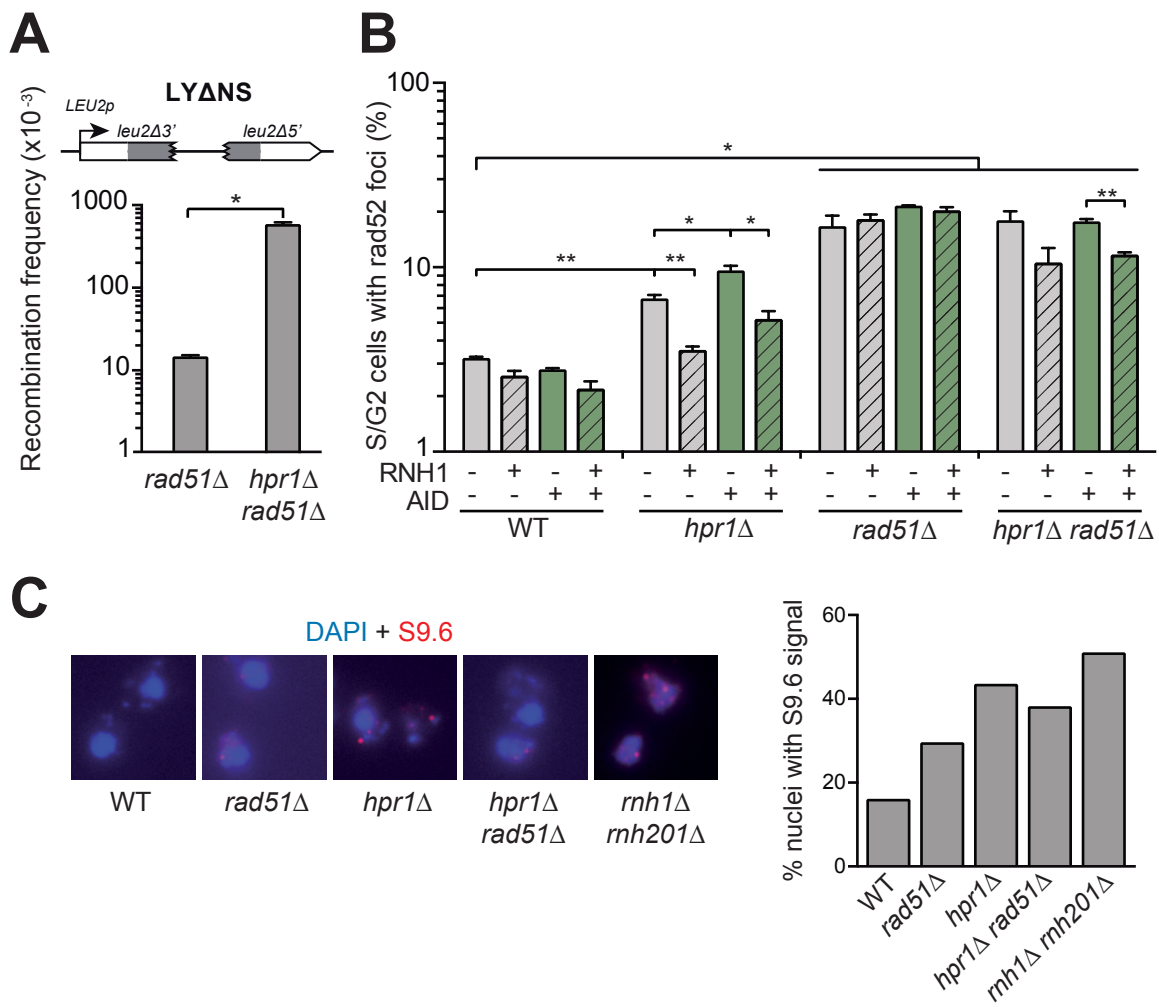 A
LYΔNS
LEU2p
leu2Δ3’
leu2Δ5’
Recombination frequency (x10⁻³)
1000
100
10
1
*
rad51Δ
hpr1Δ
rad51Δ
B
S/G2 cells with rad52 foci (%)
100
10
1
*
* *
** **
**
RNH1 - + - + - + - + - + - + - + - +
AID - - + + - - + + - - + + - - + +
WT hpr1Δ rad51Δ hpr1Δ rad51Δ
C
DAPI + S9.6
WT
rad51Δ
hpr1Δ
hpr1Δ
rad51Δ
rnh1Δ
rnh201Δ
% nuclei with S9.6 signal
60
40
20
0
WT
rad51Δ
hpr1Δ
hpr1Δ rad51Δ
rnh1Δ rnh201Δ